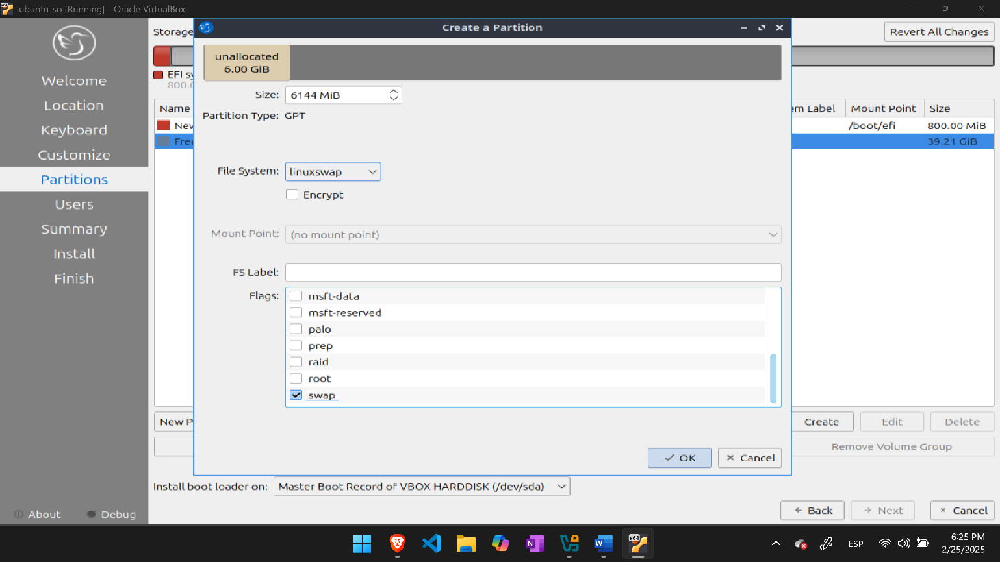 lubuntu-so [Running] - Oracle VirtualBox
Welcome
Location
Keyboard
Customize
Partitions
Users
Summary
Install
Finish
About
Debug
Storage
Revert All Changes
EFI sy
800.0
Name
em Label
Mount Point
Size
New
/boot/efi
800.00 MiB
Free
39.21 GiB
Create a Partition
unallocated
6.00 GiB
Size: 6144 MiB
Partition Type: GPT
File System: linuxswap
Encrypt
Mount Point: (no mount point)
FS Label:
Flags:
msft-data
msft-reserved
palo
prep
raid
root
swap
OK
Cancel
New P
Create
Edit
Delete
Remove Volume Group
Install boot loader on: Master Boot Record of VBOX HARDDISK (/dev/sda)
Back
Next
Cancel
x64
N
W
x64
ESP
6:25 PM
2/25/2025